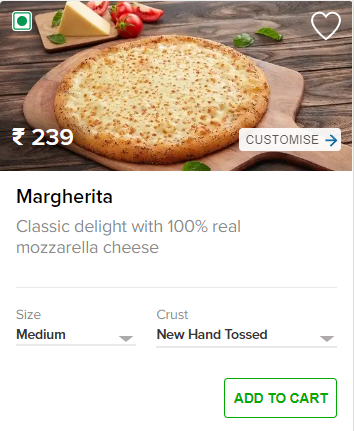 ₹ 239
CUSTOMISE →
Margherita
Classic delight with 100% real
mozzarella cheese
Size
Crust
Medium
New Hand Tossed
ADD TO CART